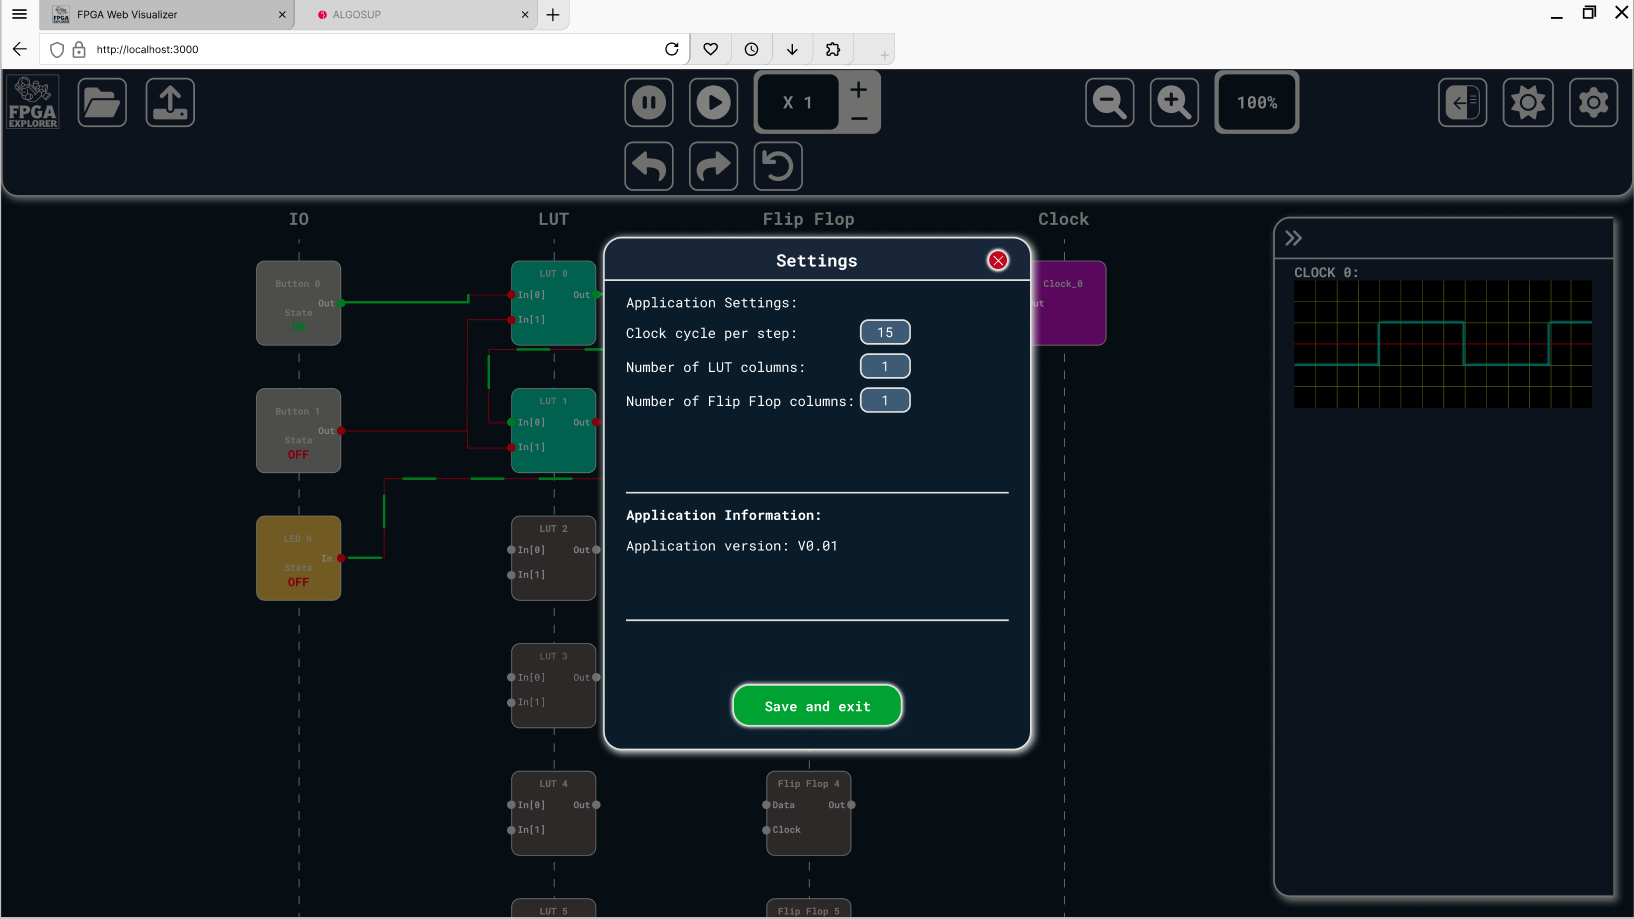 FPGA Web Visualizer
ALGOSUP
http://localhost:3000
FPGA
EXPLORER
X 1
+
−
100%
IO
LUT
Flip Flop
Clock
Settings
Application Settings:
Clock cycle per step: 15
Number of LUT columns: 1
Number of Flip Flop columns: 1
Application Information:
Application version: V0.01
Save and exit
Button 0
Out
State
ON
Button 1
Out
State
OFF
LED 0
In
State
OFF
LUT 0
In[0] Out
In[1]
LUT 1
In[0] Out
In[1]
LUT 2
In[0] Out
In[1]
LUT 3
In[0] Out
In[1]
LUT 4
In[0] Out
In[1]
LUT 5
Flip Flop 4
Data Out
Clock
Flip Flop 5
Clock_0
ut
CLOCK 0: